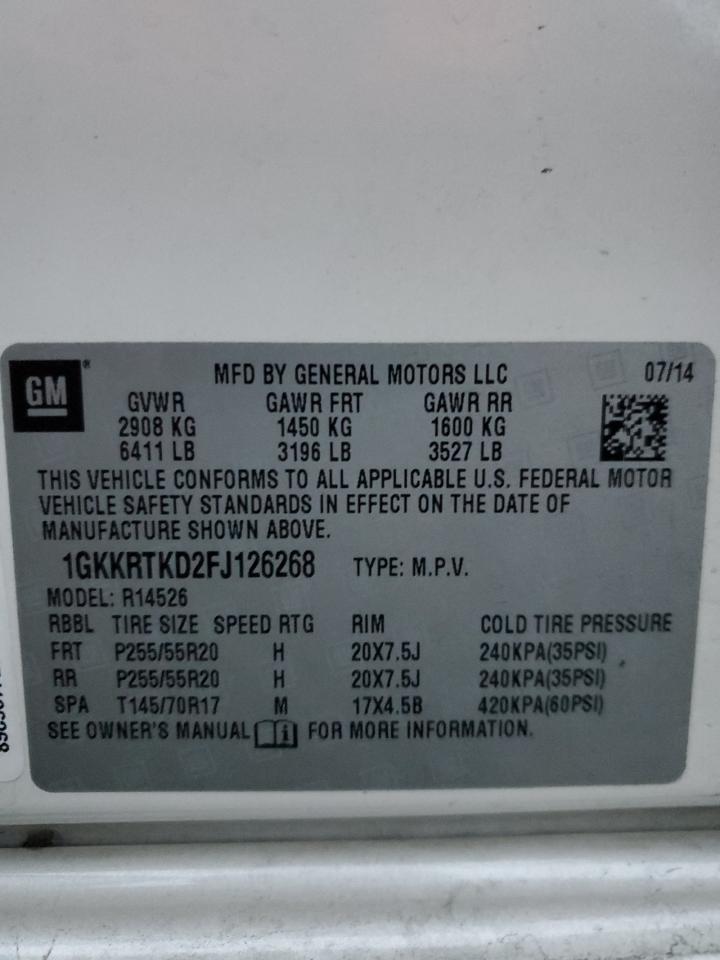 GM® MFD BY GENERAL MOTORS LLC 07/14
GVWR GAWR FRT GAWR RR
2908 KG 1450 KG 1600 KG
6411 LB 3196 LB 3527 LB
THIS VEHICLE CONFORMS TO ALL APPLICABLE U.S. FEDERAL MOTOR
VEHICLE SAFETY STANDARDS IN EFFECT ON THE DATE OF
MANUFACTURE SHOWN ABOVE.
1GKKRTKD2FJ126268 TYPE: M.P.V.
MODEL: R14526
RBBL TIRE SIZE SPEED RTG RIM COLD TIRE PRESSURE
FRT P255/55R20 H 20X7.5J 240KPA(35PSI)
RR P255/55R20 H 20X7.5J 240KPA(35PSI)
SPA T145/70R17 M 17X4.5B 420KPA(60PSI)
SEE OWNER'S MANUAL i FOR MORE INFORMATION.